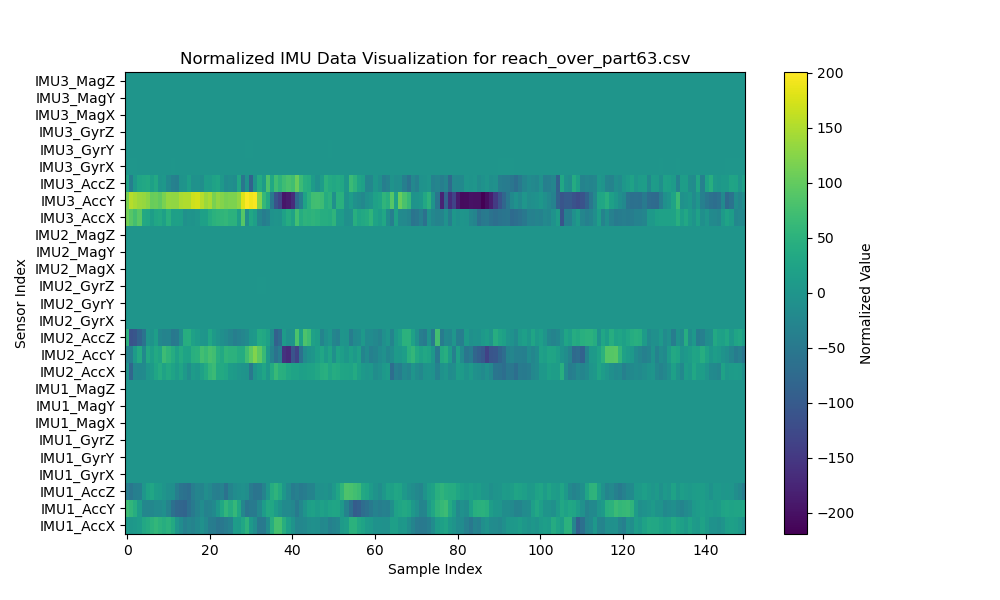 Normalized IMU Data Visualization for reach_over_part63.csv
IMU3_MagZ
IMU3_MagY
IMU3_MagX
IMU3_GyrZ
IMU3_GyrY
IMU3_GyrX
IMU3_AccZ
IMU3_AccY
IMU3_AccX
IMU2_MagZ
IMU2_MagY
IMU2_MagX
IMU2_GyrZ
IMU2_GyrY
IMU2_GyrX
IMU2_AccZ
IMU2_AccY
IMU2_AccX
IMU1_MagZ
IMU1_MagY
IMU1_MagX
IMU1_GyrZ
IMU1_GyrY
IMU1_GyrX
IMU1_AccZ
IMU1_AccY
IMU1_AccX
Sensor Index
0 20 40 60 80 100 120 140
Sample Index
200
150
100
50
0
−50
−100
−150
−200
Normalized Value